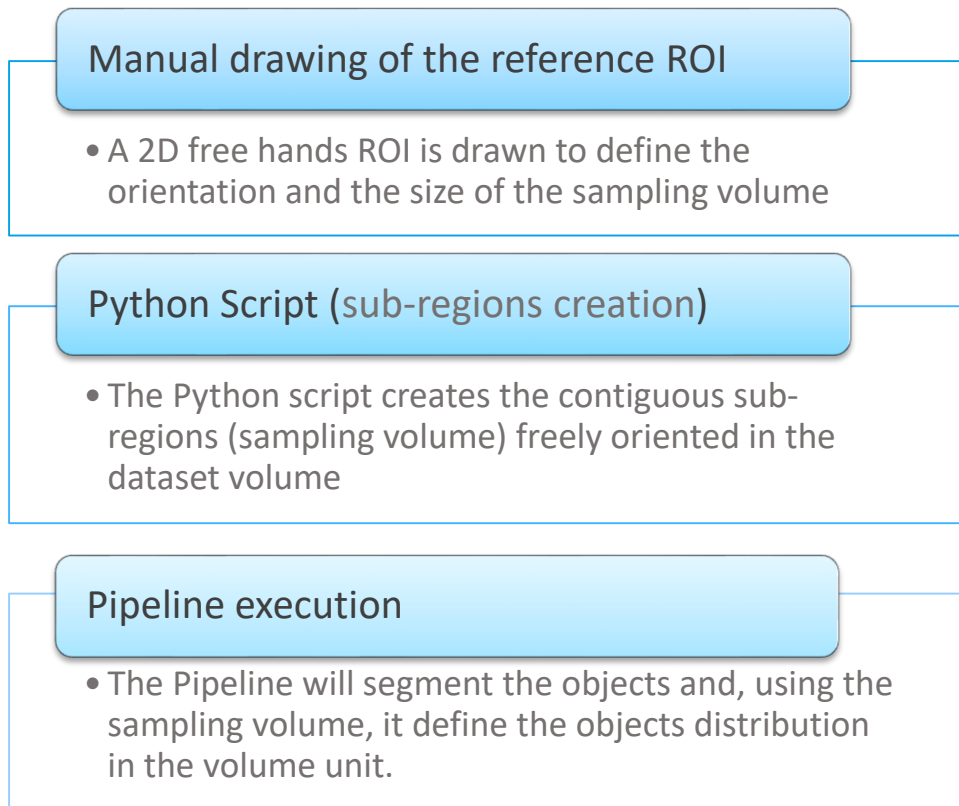 Manual drawing of the reference ROI
• A 2D free hands ROI is drawn to define the
orientation and the size of the sampling volume
Python Script (sub-regions creation)
• The Python script creates the contiguous sub-
regions (sampling volume) freely oriented in the
dataset volume
Pipeline execution
• The Pipeline will segment the objects and, using the
sampling volume, it define the objects distribution
in the volume unit.